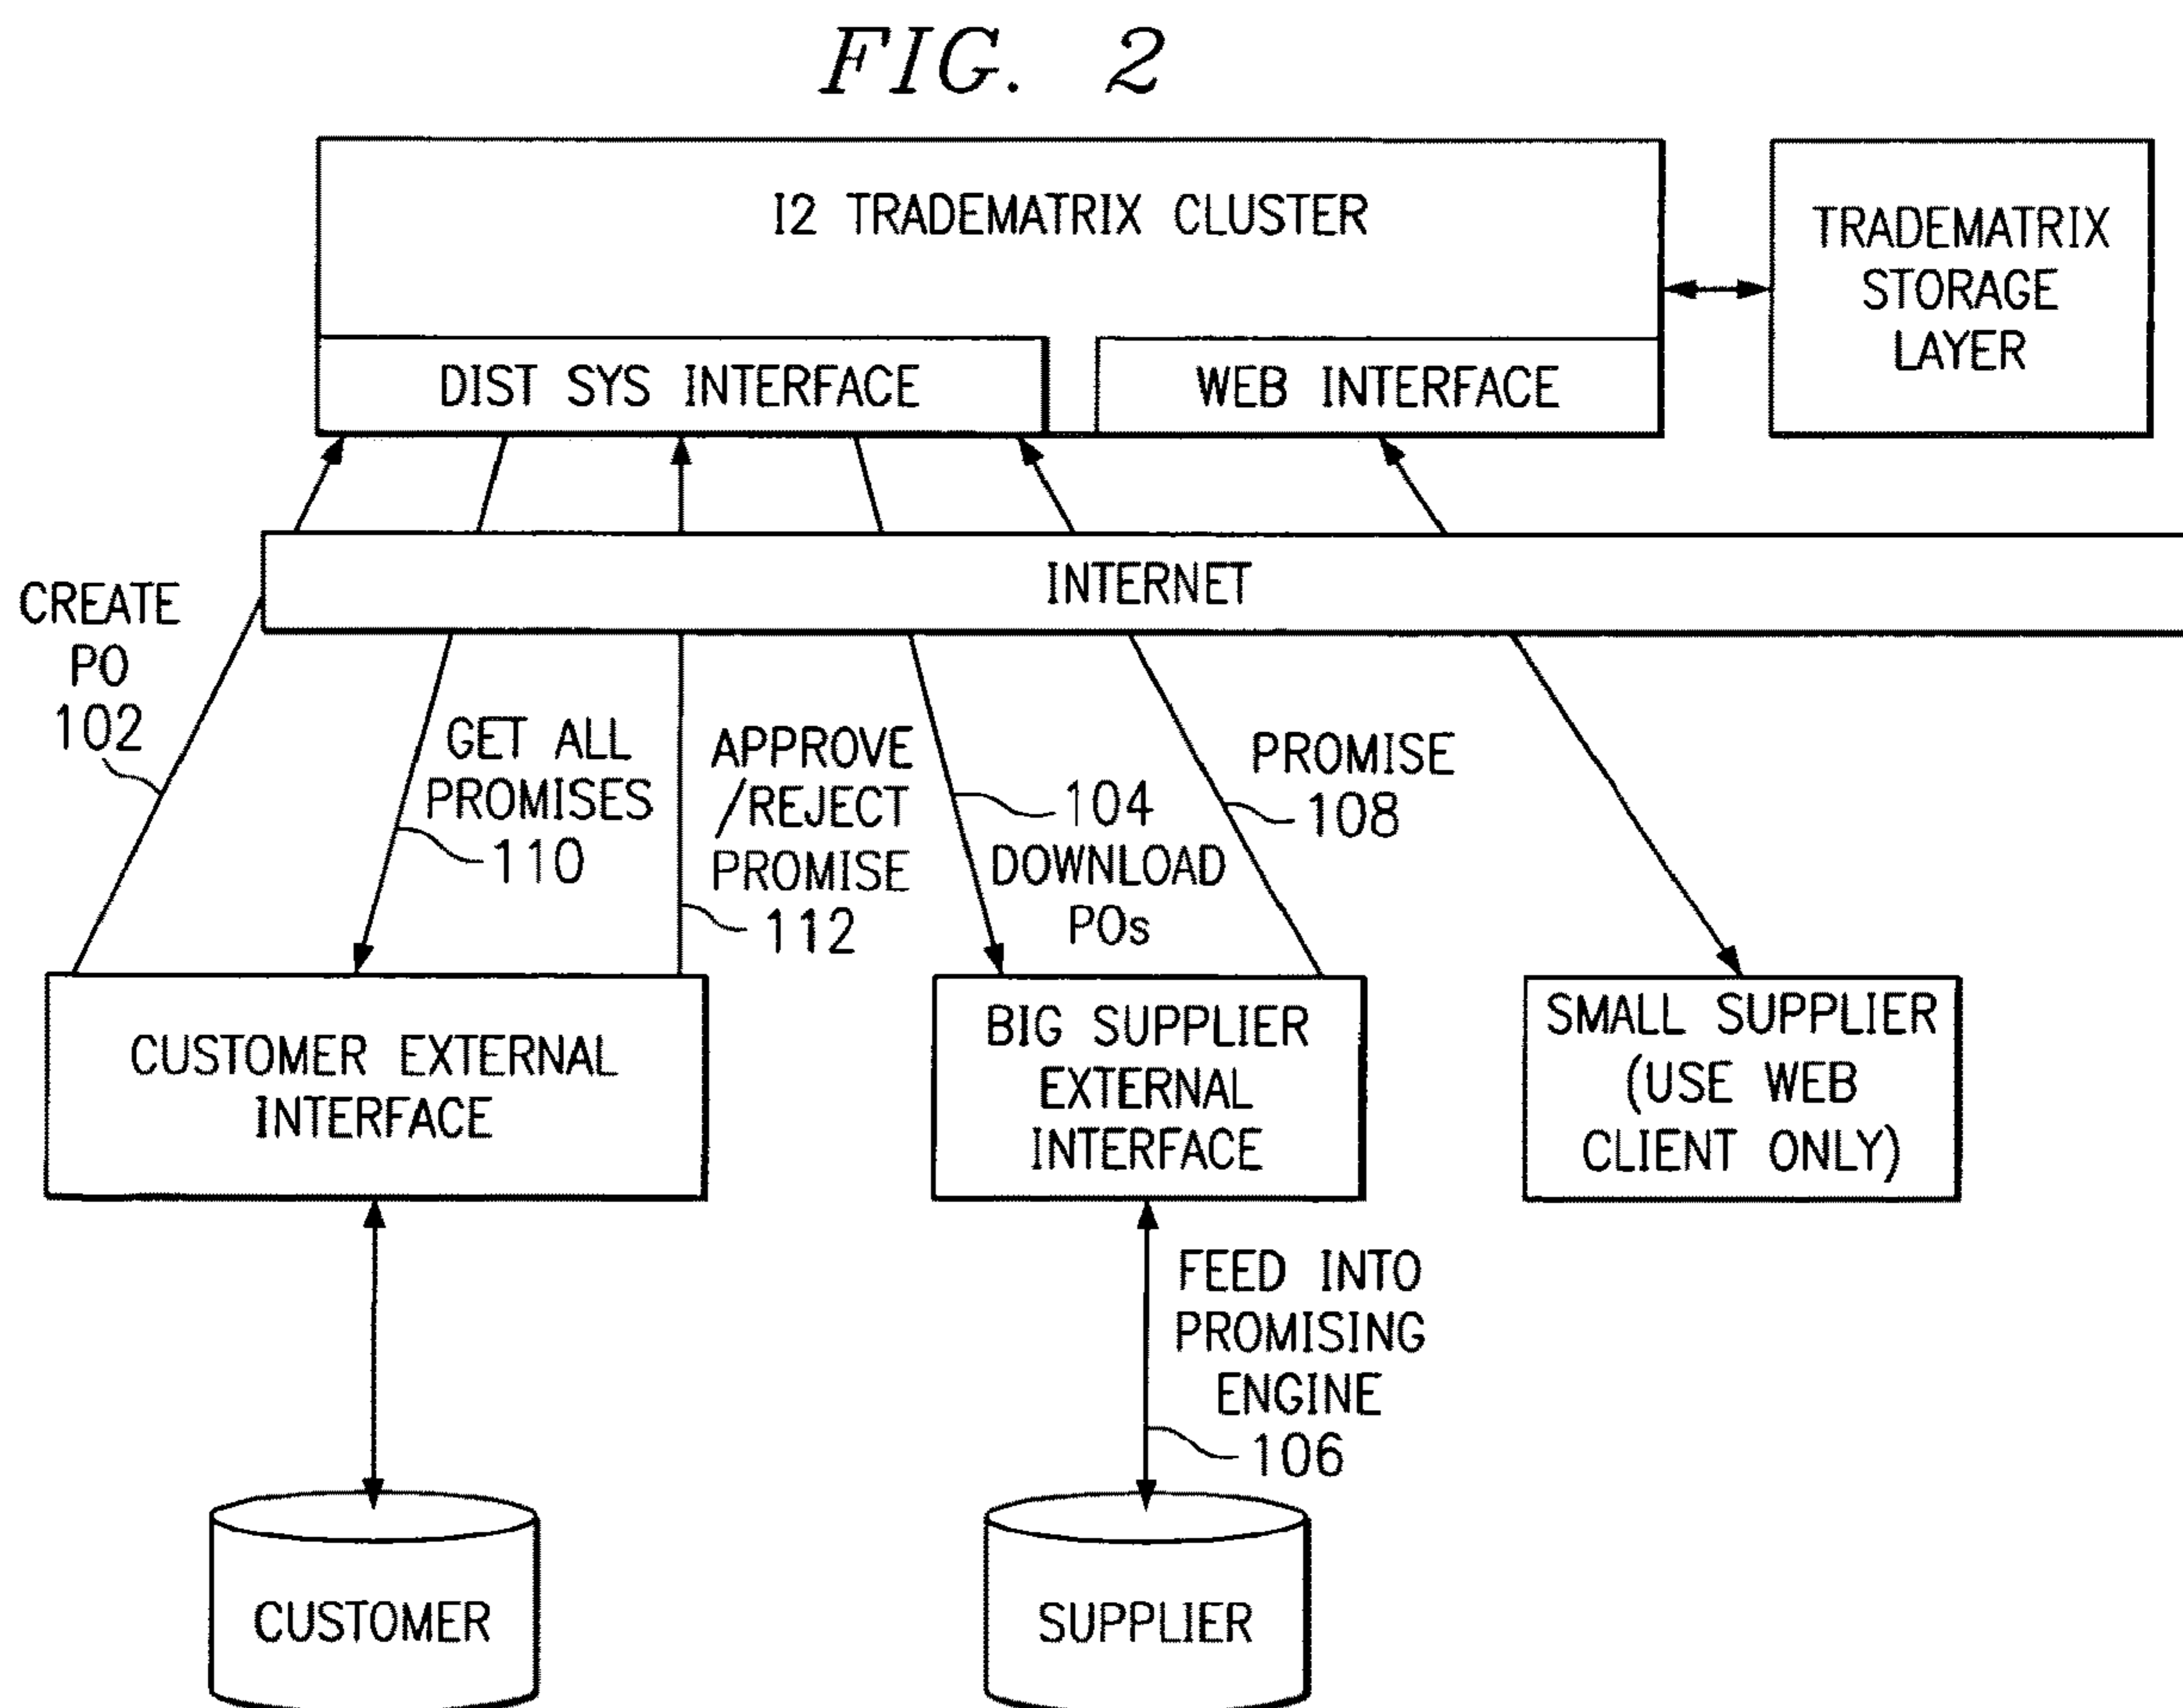 FIG. 2
I2 TRADEMATRIX CLUSTER
TRADEMATRIX
STORAGE
LAYER
DIST SYS INTERFACE
WEB INTERFACE
INTERNET
CREATE
PO
102
GET ALL
PROMISES
110
APPROVE
/REJECT
PROMISE
112
104
DOWNLOAD
POs
PROMISE
108
CUSTOMER EXTERNAL
INTERFACE
BIG SUPPLIER
EXTERNAL
INTERFACE
SMALL SUPPLIER
(USE WEB
CLIENT ONLY)
FEED INTO
PROMISING
ENGINE
106
CUSTOMER
SUPPLIER